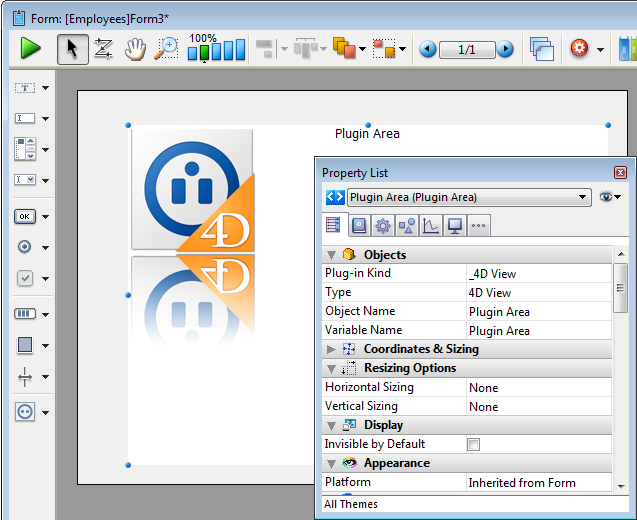 Form: [Employees]Form3*
100%
1/1
T
I
I
OK
Plugin Area
4D
4D
Property List
Plugin Area (Plugin Area)
Objects
Plug-in Kind _4D View
Type 4D View
Object Name Plugin Area
Variable Name Plugin Area
Coordinates & Sizing
Resizing Options
Horizontal Sizing None
Vertical Sizing None
Display
Invisible by Default
Appearance
Platform Inherited from Form
All Themes